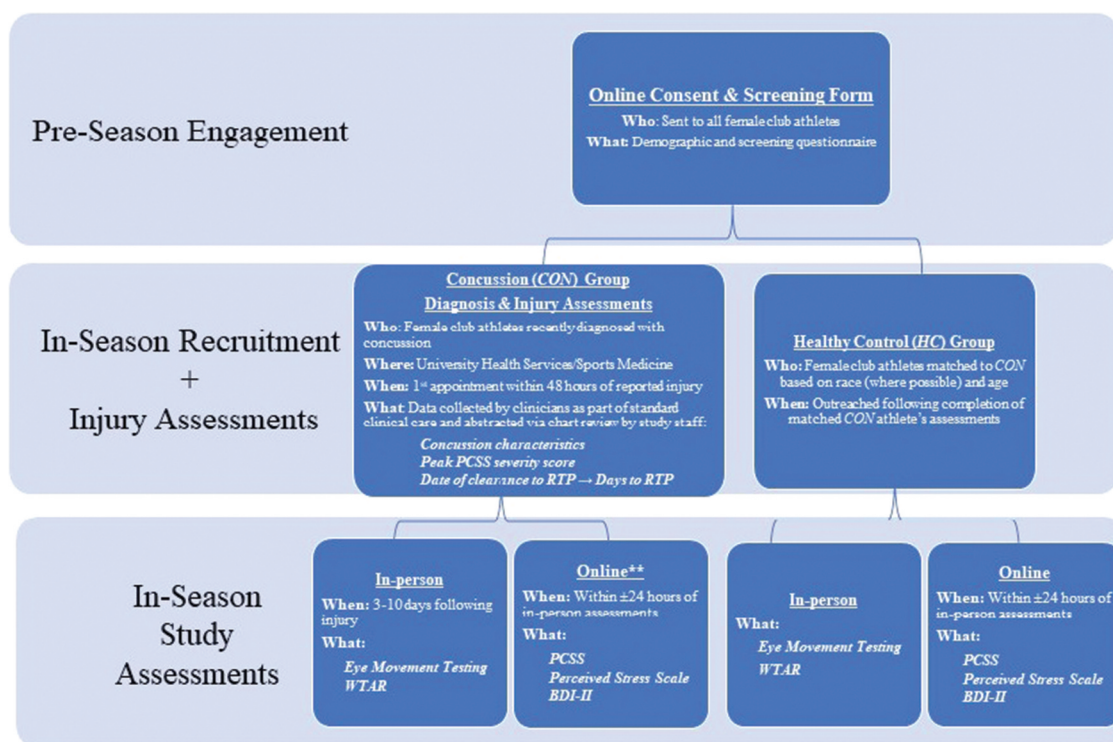 Pre-Season Engagement
Online Consent & Screening Form
Who: Sent to all female club athletes
What: Demographic and screening questionnaire
In-Season Recruitment
+
Injury Assessments
Concussion (CON) Group
Diagnosis & Injury Assessments
Who: Female club athletes recently diagnosed with
concussion
Where: University Health Services/Sports Medicine
When: 1st appointment within 48 hours of reported injury
What: Data collected by clinicians as part of standard
clinical care and abstracted via chart review by study staff:
Concussion characteristics
Peak PCSS severity score
Date of clearance to RTP → Days to RTP
Healthy Control (HC) Group
Who: Female club athletes matched to CON
based on race (where possible) and age
When: Outreached following completion of
matched CON athlete's assessments
In-Season
Study
Assessments
In-person
When: 3-10 days following
injury
What:
Eye Movement Testing
WTAR
Online**
When: Within ±24 hours of
in-person assessments
What:
PCSS
Perceived Stress Scale
BDI-II
In-person
What:
Eye Movement Testing
WTAR
Online
When: Within ±24 hours of
in-person assessments
What:
PCSS
Perceived Stress Scale
BDI-II